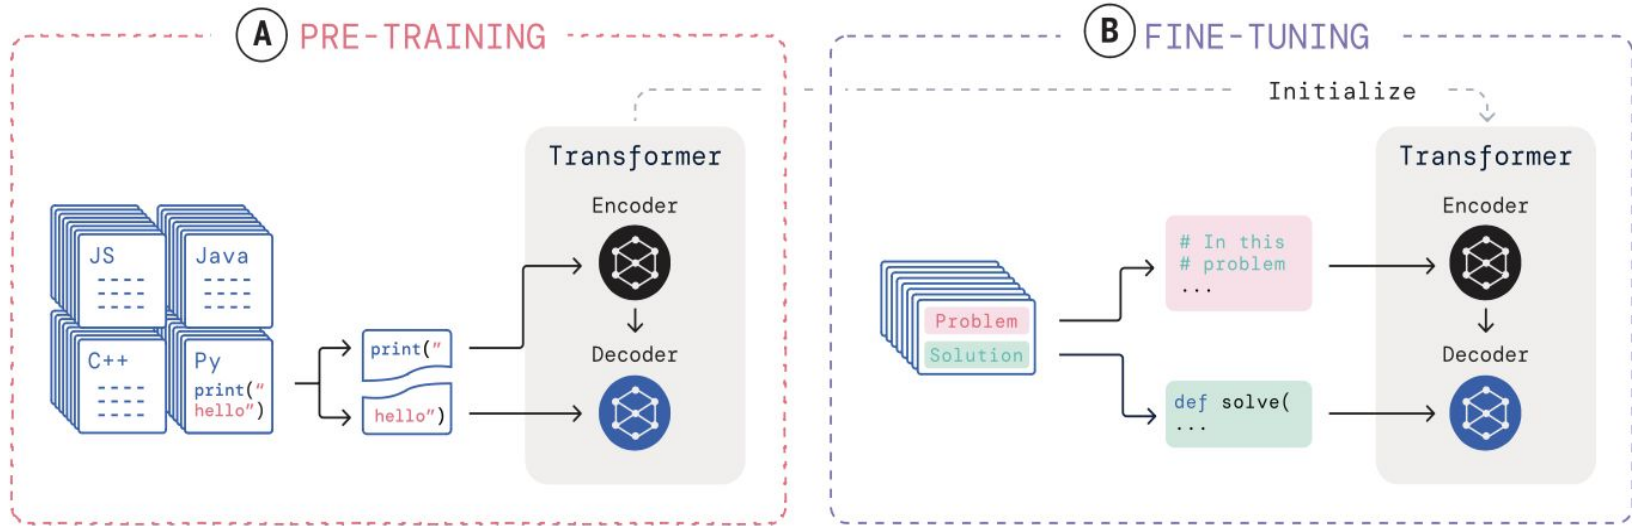 A PRE-TRAINING
JS
----
----
----
Java
----
----
----
C++
----
----
----
Py
print("
hello")
print("
hello")
Transformer
Encoder
Decoder
B FINE-TUNING
Initialize
Problem
Solution
# In this
# problem
...
def solve(
...
Transformer
Encoder
Decoder